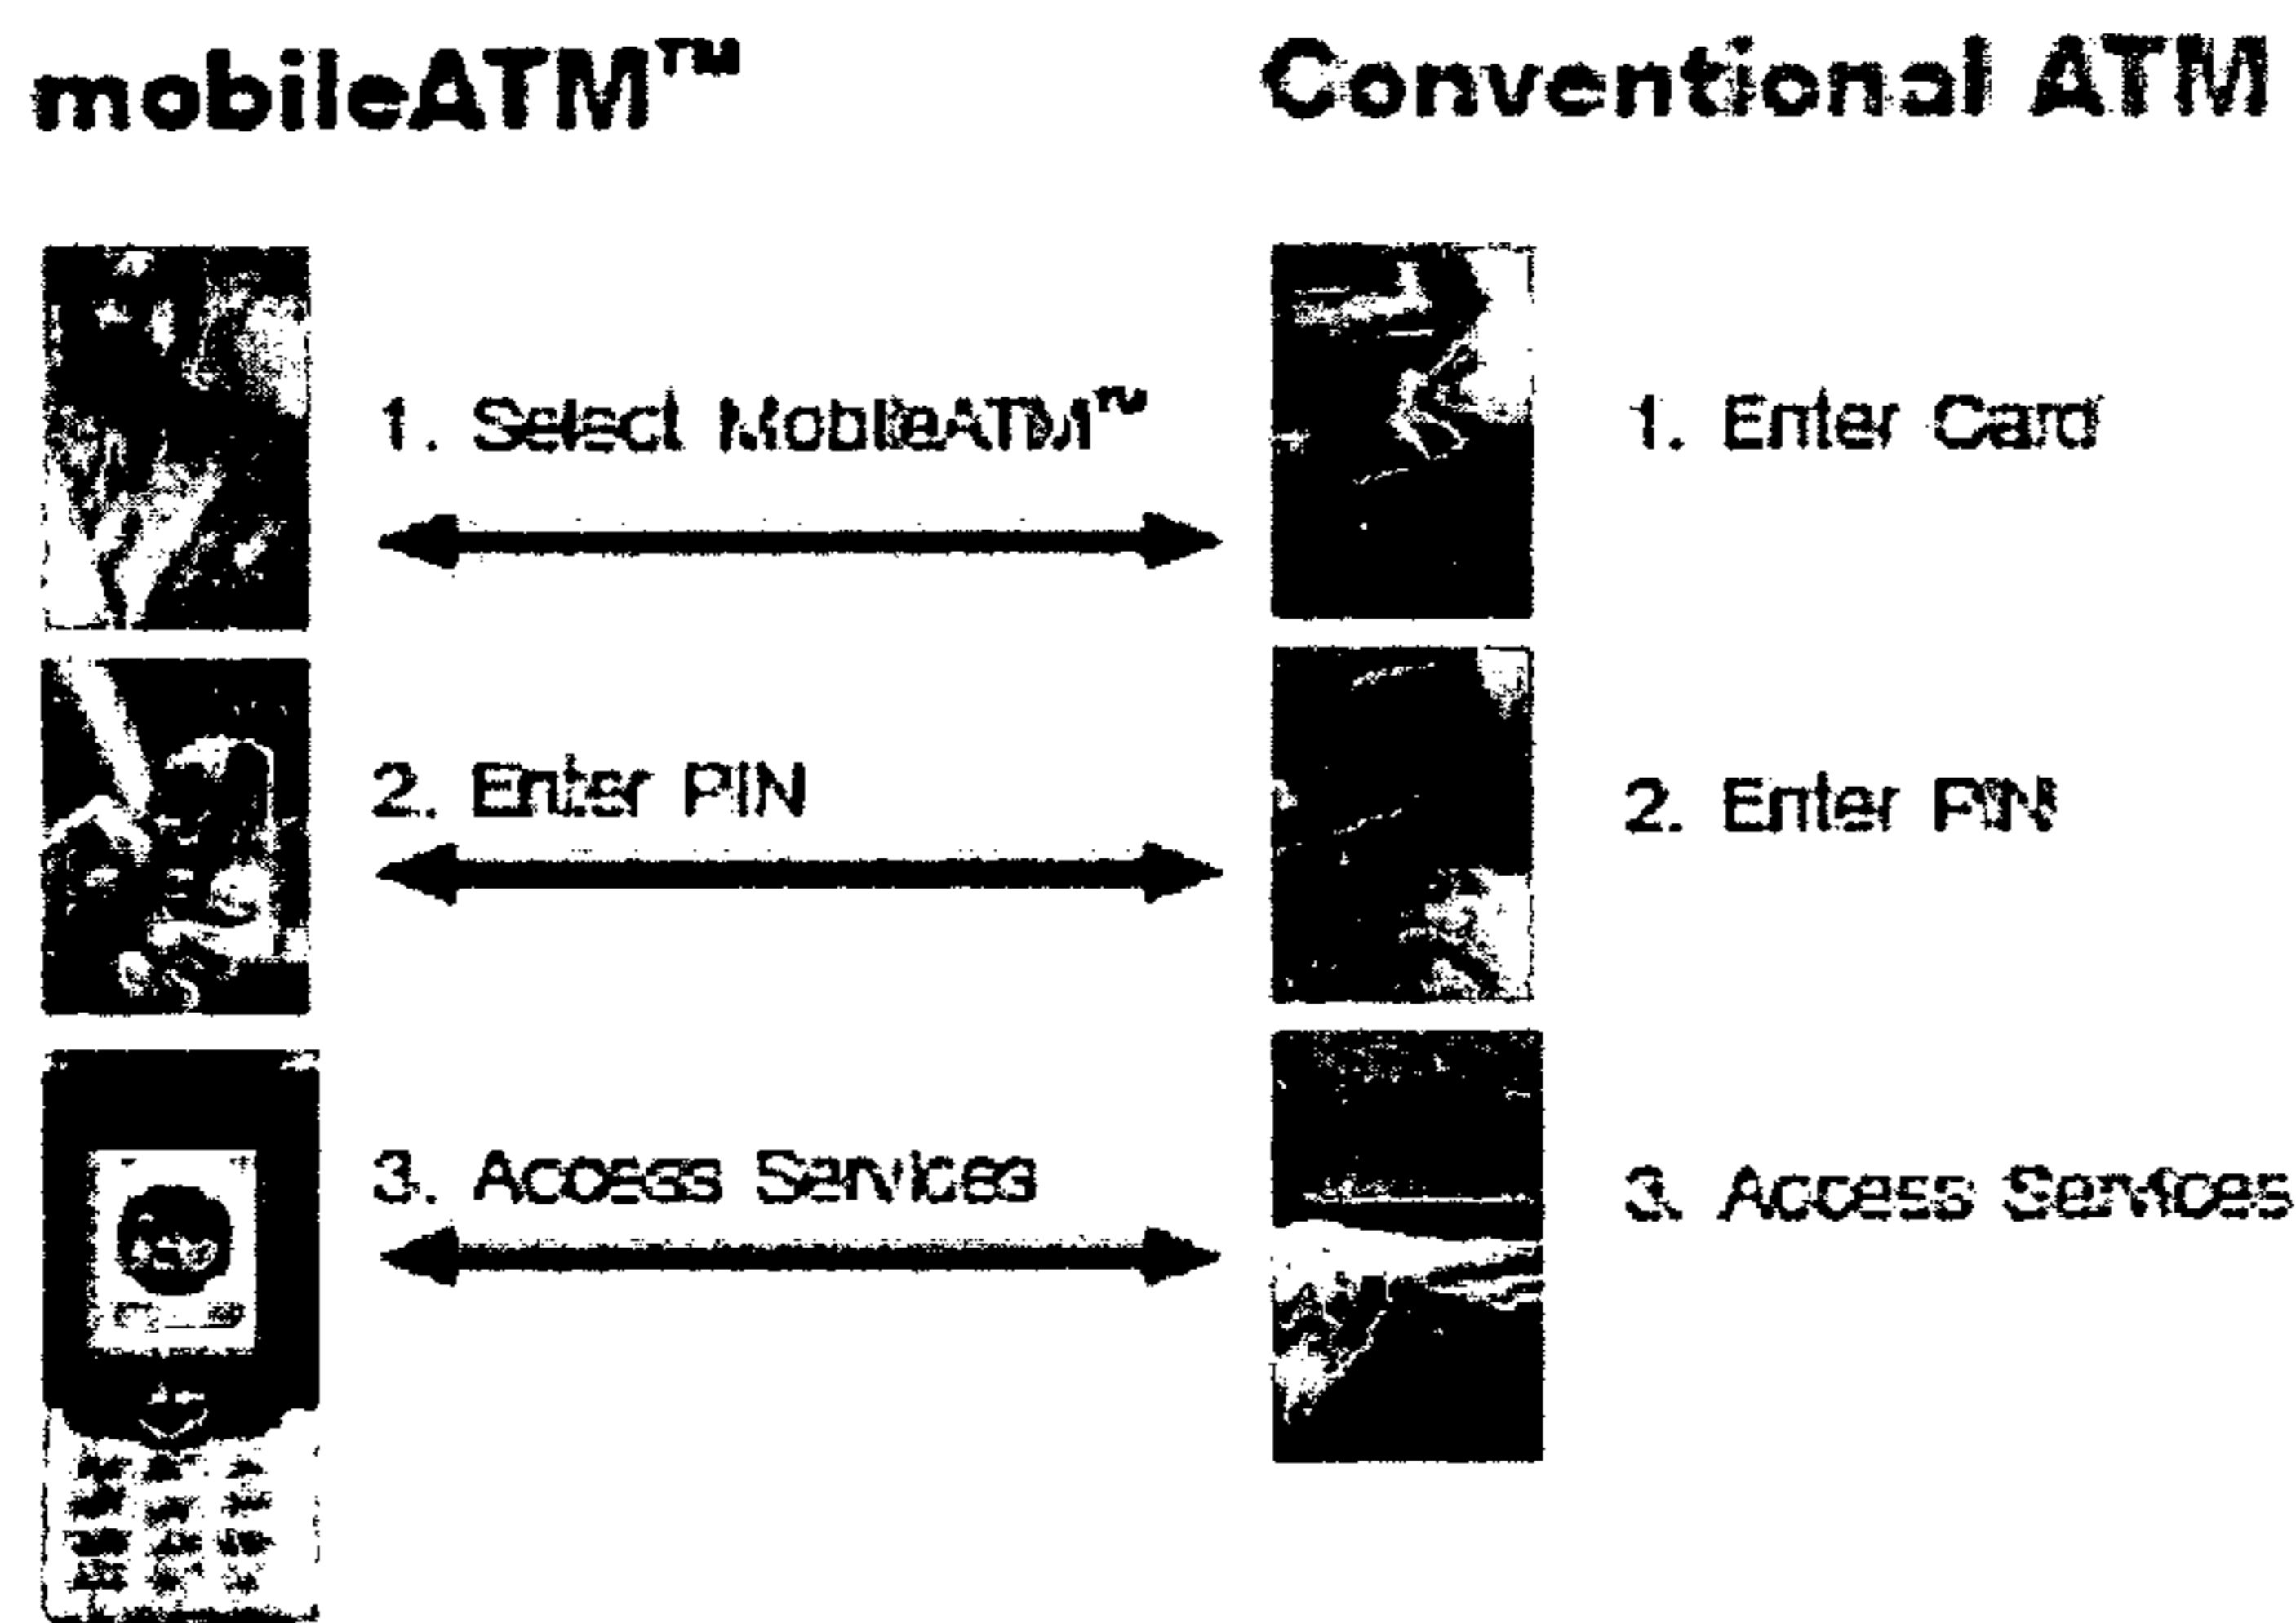 mobileATM™
Conventional ATM
1. Select MobileATM™
1. Enter Card
2. Enter PIN
2. Enter PIN
3. Access Services
3. Access Services